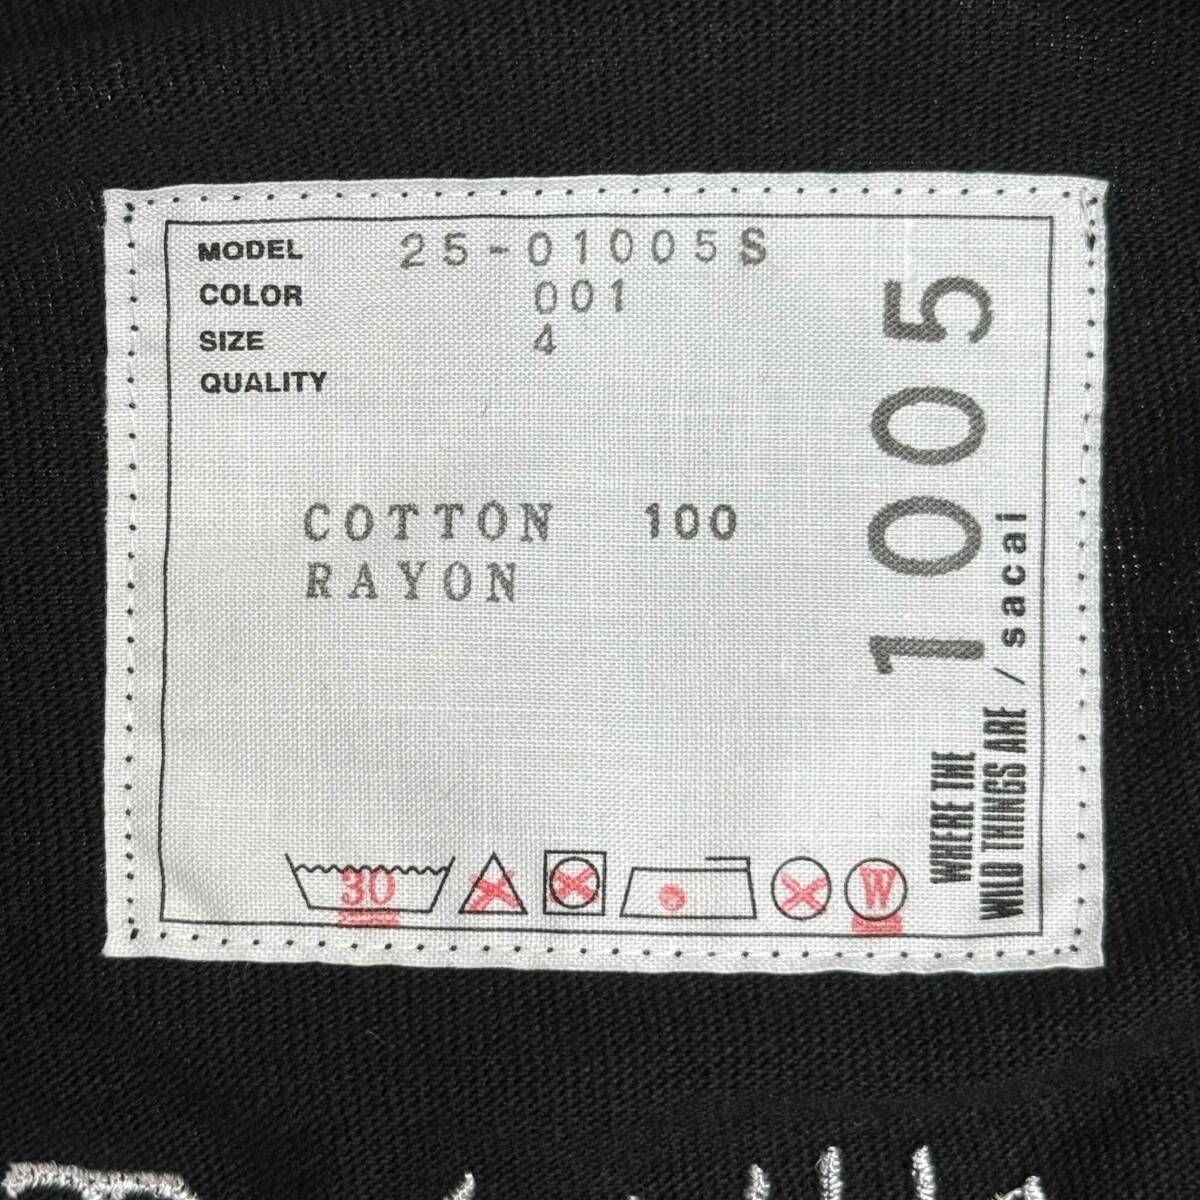 MODEL 25-01005S
COLOR 001
SIZE 4
QUALITY
COTTON 100
RAYON
30
W
1005
WHERE THE
WILD THINGS ARE / sacai